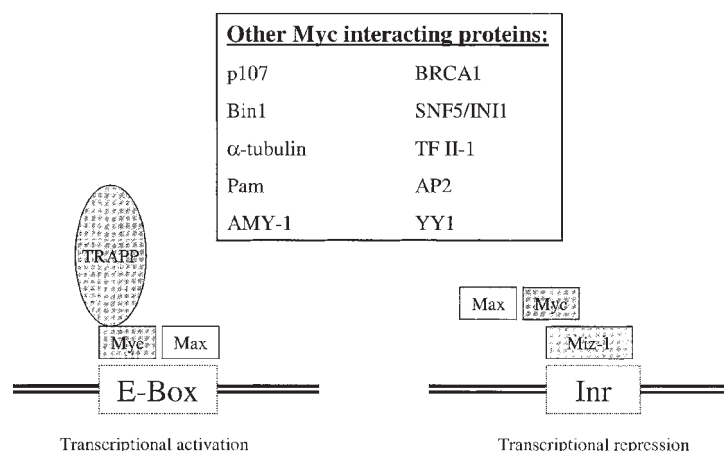 Other Myc interacting proteins:
p107 BRCA1
Bin1 SNF5/INI1
α-tubulin TF II-1
Pam AP2
AMY-1 YY1
TRAPP
Max Myc
Myc Max
Miz-1
E-Box
Inr
Transcriptional activation
Transcriptional repression